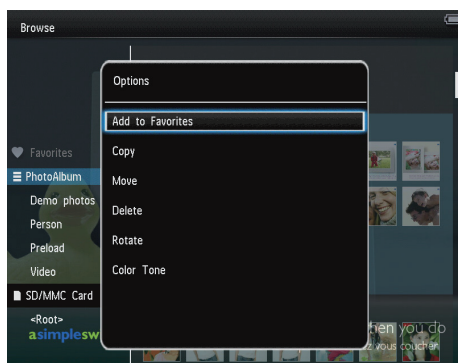 Browse
Options
Add to Favorites
Copy
Move
Delete
Rotate
Color Tone
Favorites
PhotoAlbum
Demo photos
Person
Preload
Video
SD/MMC Card
<Root>
asimplesw
hen you do
ez vous coucher.